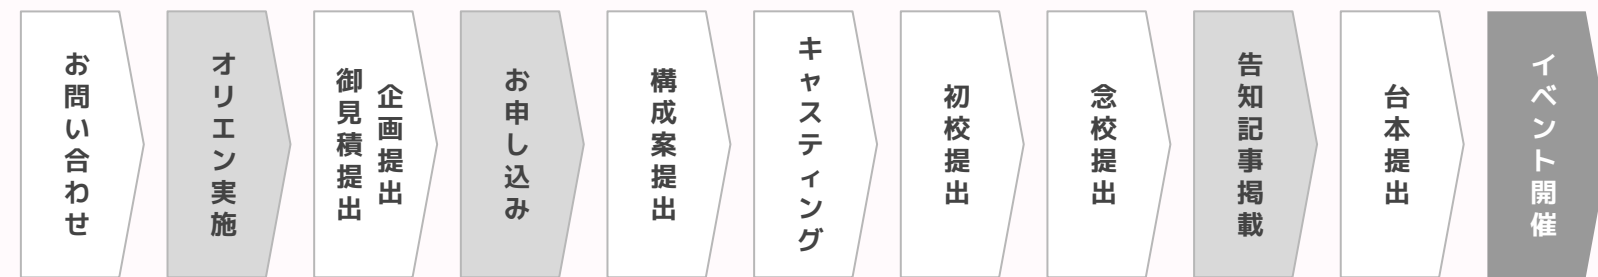 お問い合わせ
オリエン実施
企画提出
御見積提出
お申し込み
構成案提出
キャスティング
初校提出
念校提出
告知記事掲載
台本提出
イベント開催